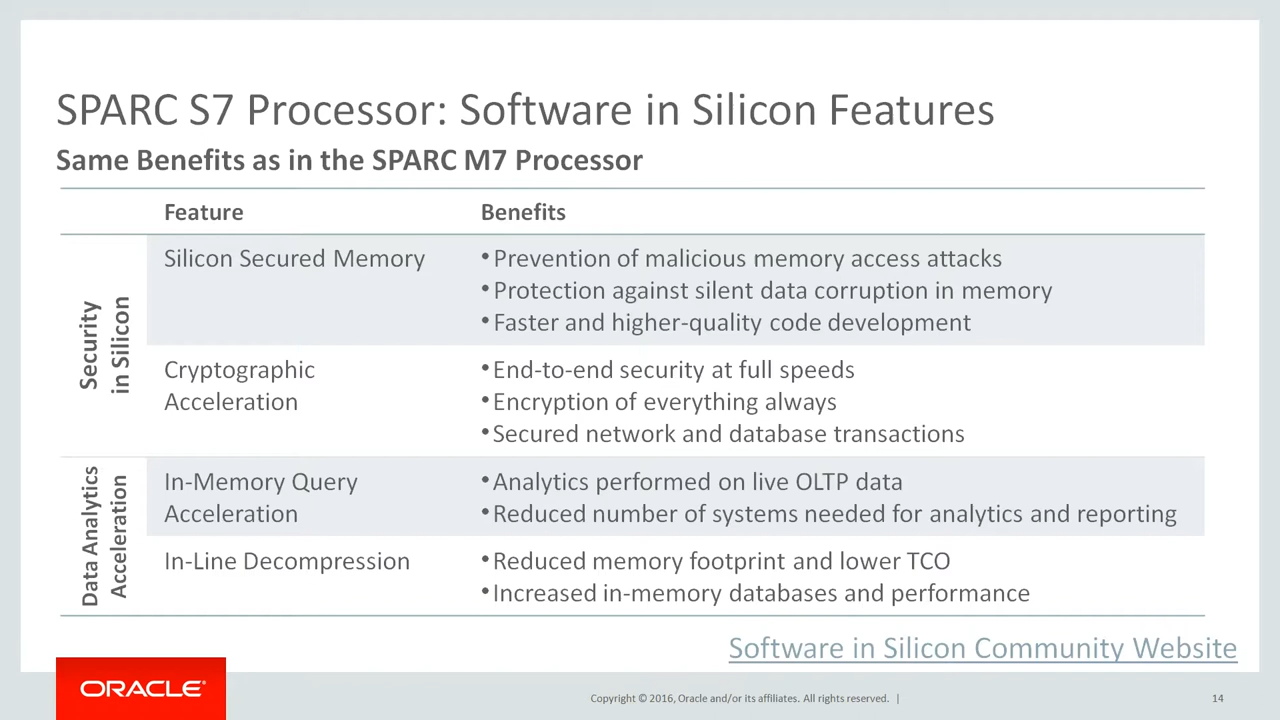 SPARC S7 Processor: Software in Silicon Features
Same Benefits as in the SPARC M7 Processor
Feature
Benefits
Security
in Silicon
Silicon Secured Memory
•Prevention of malicious memory access attacks
•Protection against silent data corruption in memory
•Faster and higher-quality code development
Cryptographic
Acceleration
•End-to-end security at full speeds
•Encryption of everything always
•Secured network and database transactions
Data Analytics
Acceleration
In-Memory Query
Acceleration
•Analytics performed on live OLTP data
•Reduced number of systems needed for analytics and reporting
In-Line Decompression
•Reduced memory footprint and lower TCO
•Increased in-memory databases and performance
Software in Silicon Community Website
ORACLE®
Copyright © 2016, Oracle and/or its affiliates. All rights reserved. |
14